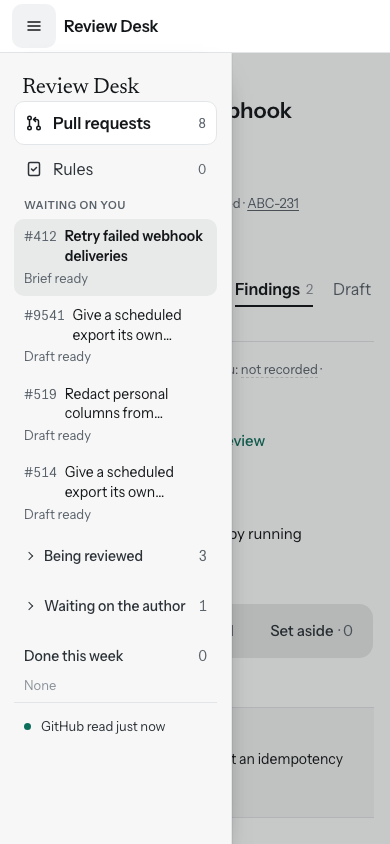 Review Desk
Review Desk
Pull requests 8
Rules 0
WAITING ON YOU
#412 Retry failed webhook
deliveries
Brief ready
#9541 Give a scheduled
export its own...
Draft ready
#519 Redact personal
columns from...
Draft ready
#514 Give a scheduled
export its own...
Draft ready
Being reviewed 3
Waiting on the author 1
Done this week 0
None
GitHub read just now
ABC-231
Findings 2 Draft
not recorded ·
by running
Set aside · 0
an idempotency